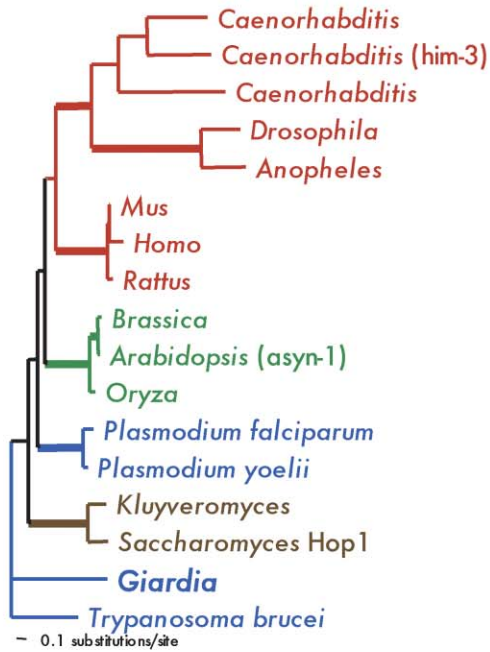 Caenorhabditis
Caenorhabditis (him-3)
Caenorhabditis
Drosophila
Anopheles
Mus
Homo
Rattus
Brassica
Arabidopsis (asyn-1)
Oryza
Plasmodium falciparum
Plasmodium yoelii
Kluyveromyces
Saccharomyces Hop1
Giardia
Trypanosoma brucei
0.1 substitutions/site